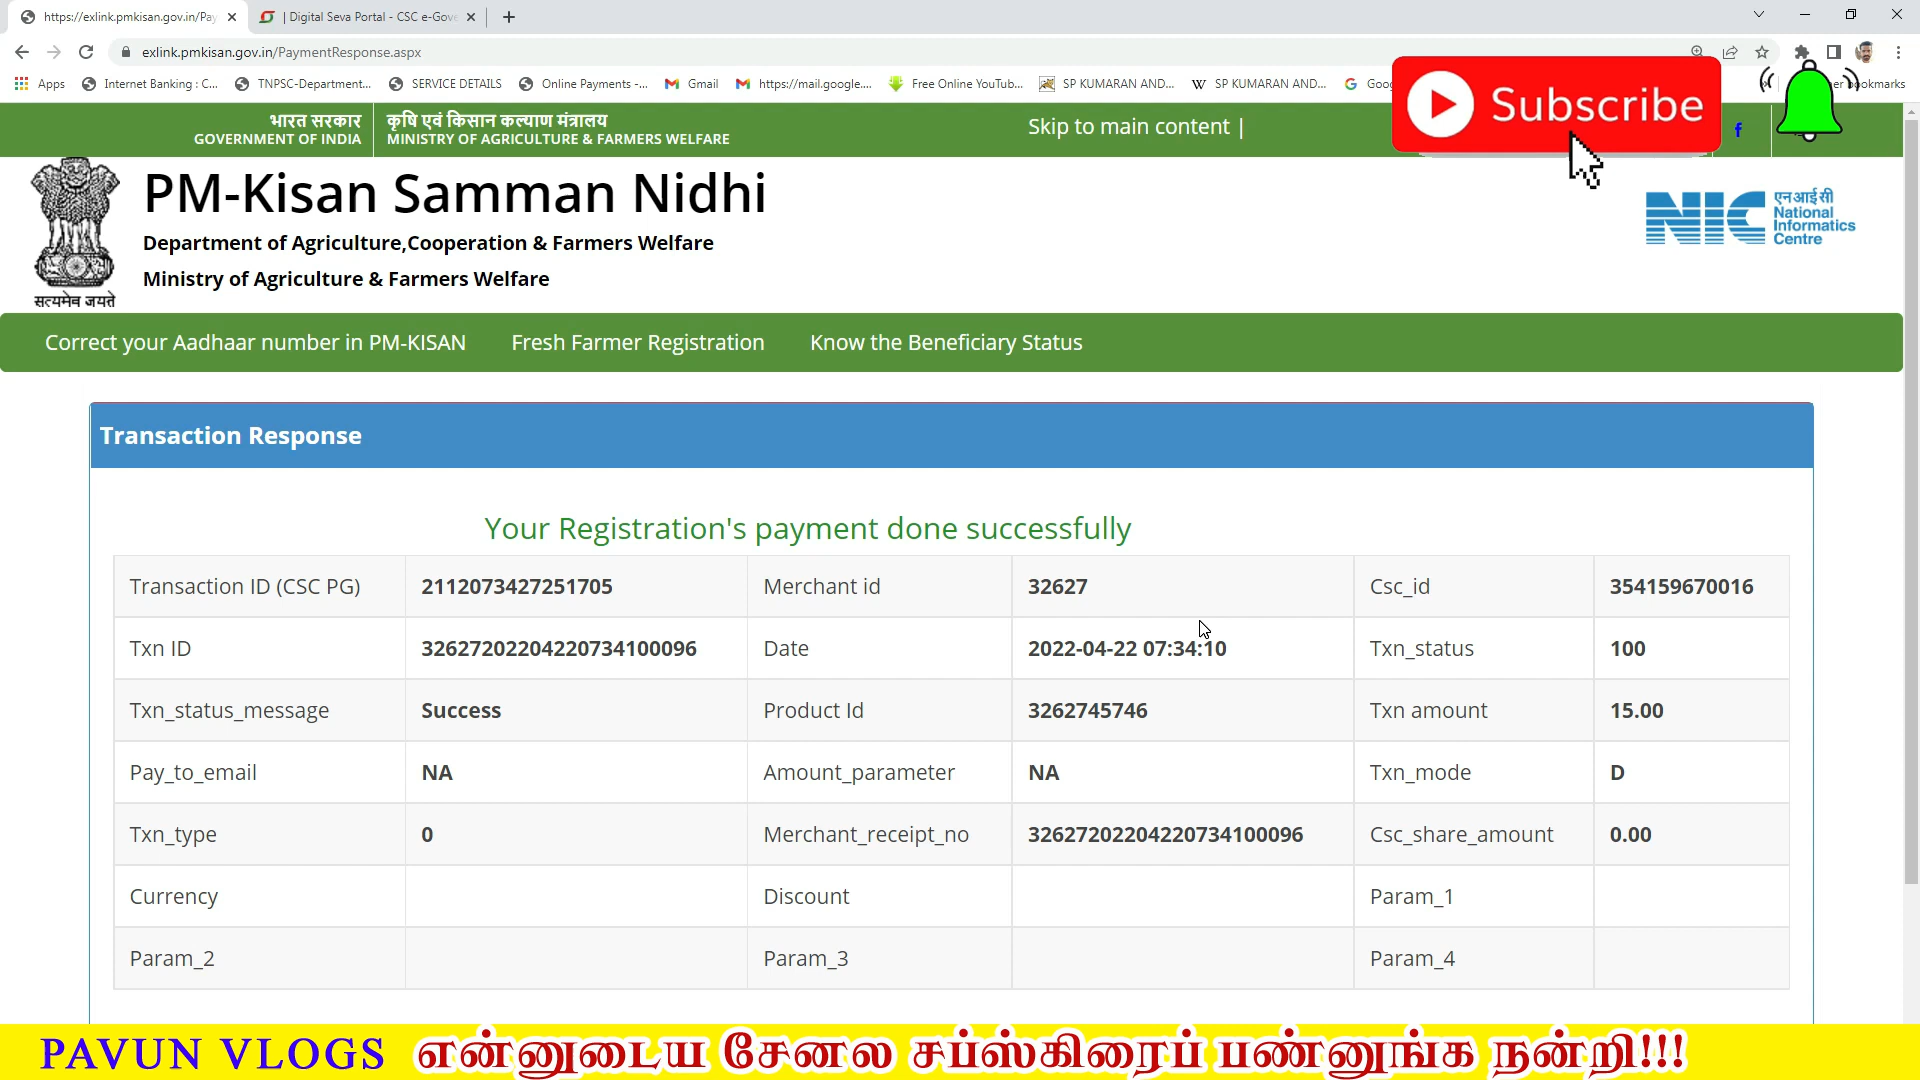 https://exlink.pmkisan.gov.in/Pay
| Digital Seva Portal - CSC e-Gove
exlink.pmkisan.gov.in/PaymentResponse.aspx
Apps
Internet Banking : C...
TNPSC-Department...
SERVICE DETAILS
Online Payments -...
Gmail
https://mail.google....
Free Online YouTub...
SP KUMARAN AND...
SP KUMARAN AND...
bookmarks
Subscribe
भारत सरकार
GOVERNMENT OF INDIA
कृषि एवं किसान कल्याण मंत्रालय
MINISTRY OF AGRICULTURE & FARMERS WELFARE
Skip to main content |
PM-Kisan Samman Nidhi
Department of Agriculture,Cooperation & Farmers Welfare
Ministry of Agriculture & Farmers Welfare
सत्यमेव जयते
NIC
एनआईसी
National
Informatics
Centre
Correct your Aadhaar number in PM-KISAN Fresh Farmer Registration Know the Beneficiary Status
Transaction Response
Your Registration's payment done successfully
Transaction ID (CSC PG) 2112073427251705 Merchant id 32627 Csc_id 354159670016
Txn ID 32627202204220734100096 Date 2022-04-22 07:34:10 Txn_status 100
Txn_status_message Success Product Id 3262745746 Txn amount 15.00
Pay_to_email NA Amount_parameter NA Txn_mode D
Txn_type 0 Merchant_receipt_no 32627202204220734100096 Csc_share_amount 0.00
Currency Discount Param_1
Param_2 Param_3 Param_4
PAVUN VLOGS என்னுடைய சேனல சப்ஸ்கிரைப் பண்னுங்க நன்றி!!!